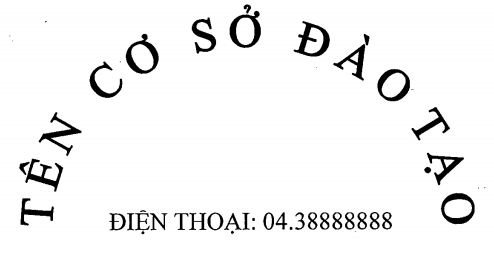 TÊN CƠ SỞ ĐÀO TẠO
ĐIỆN THOẠI: 04.38888888